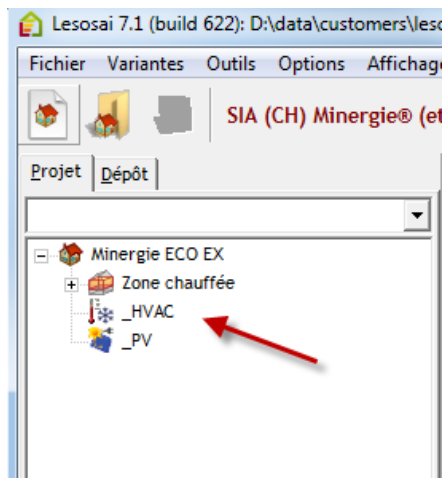 Lesosai 7.1 (build 622): D:\data\customers\leso
Fichier Variantes Outils Options Affichag
SIA (CH) Minergie® (et
Projet Dépôt
Minergie ECO EX
Zone chauffée
_HVAC
_PV